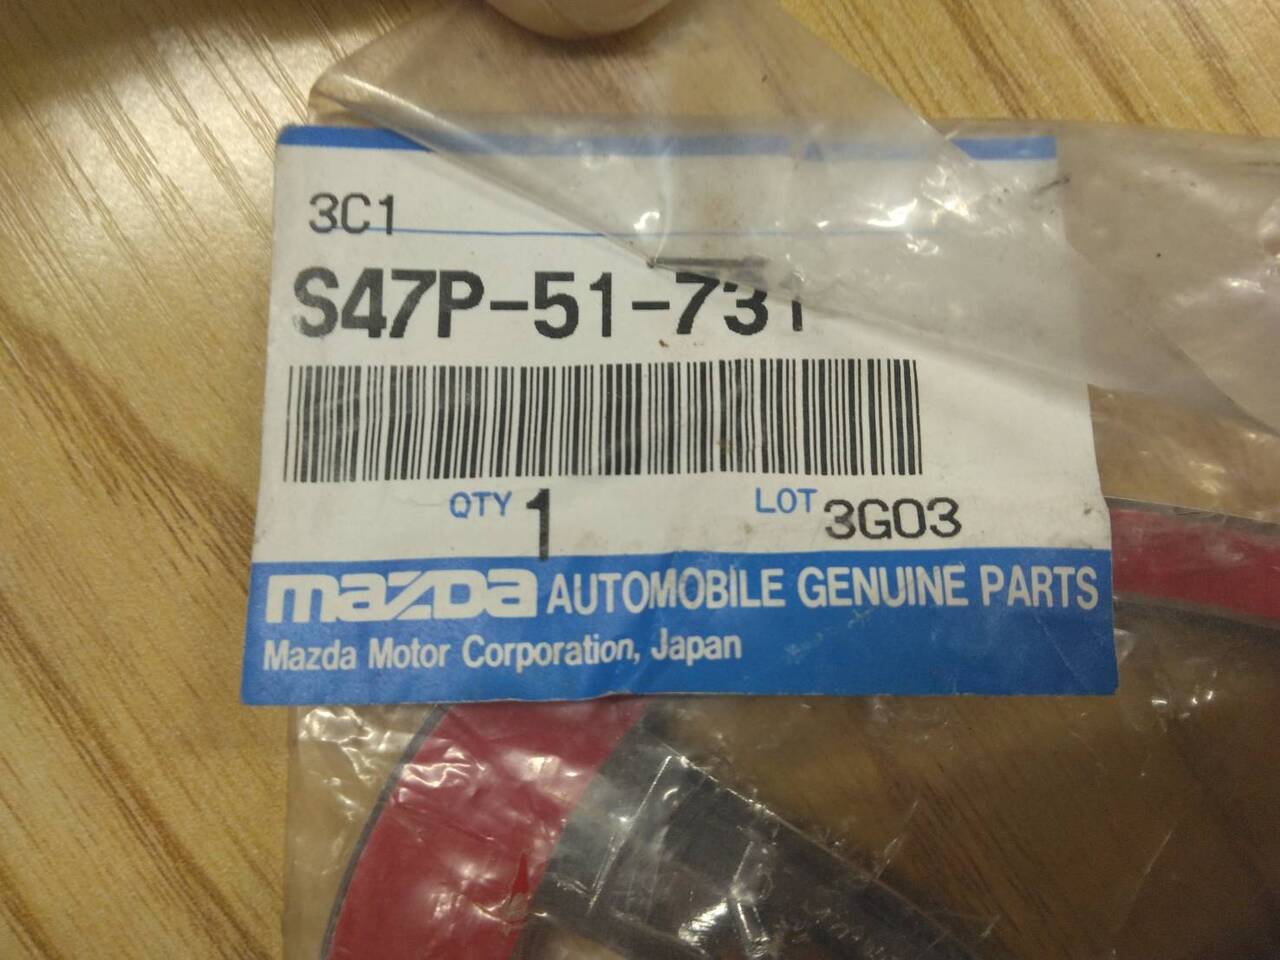 3C1
S47P-51-731
QTY 1 LOT 3G03
mazda AUTOMOBILE GENUINE PARTS
Mazda Motor Corporation, Japan